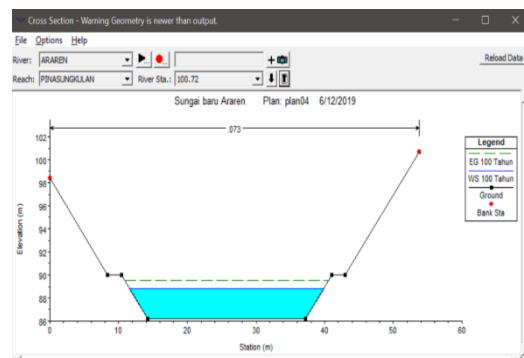 Cross Section - Warning Geometry is newer than output.
File Options Help
River: ARAREN Reload Data
Reach: PINASUNGKULAN River Sta.: 100.72
Sungai baru Araren Plan: plan04 6/12/2019
.073
Legend
EG 100 Tahun
WS 100 Tahun
Ground
Bank Sta
Elevation (m)
102
100
98
96
94
92
90
88
86
0 10 20 30 40 50 60
Station (m)